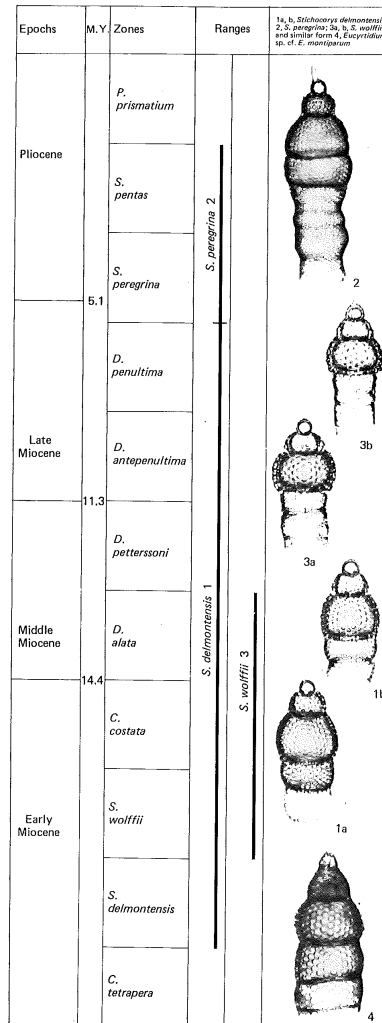 Epochs
M.Y.
Zones
Ranges
1a, b, Stichocorys delmontensis
2, S. peregrina; 3a, b, S. wolffii
and similar form 4, Eucyrtidium
sp. cf. E. montiparum
P.
prismatium
Pliocene
S.
pentas
S. peregrina 2
S.
peregrina
2
5.1
D.
penultima
3b
Late
Miocene
D.
antepenultima
11.3
D.
petterssoni
3a
S. delmontensis 1
Middle
Miocene
D.
alata
S. wolffii 3
1b
14.4
C.
costata
1a
Early
Miocene
S.
wolffii
S.
delmontensis
C.
tetrapera
4